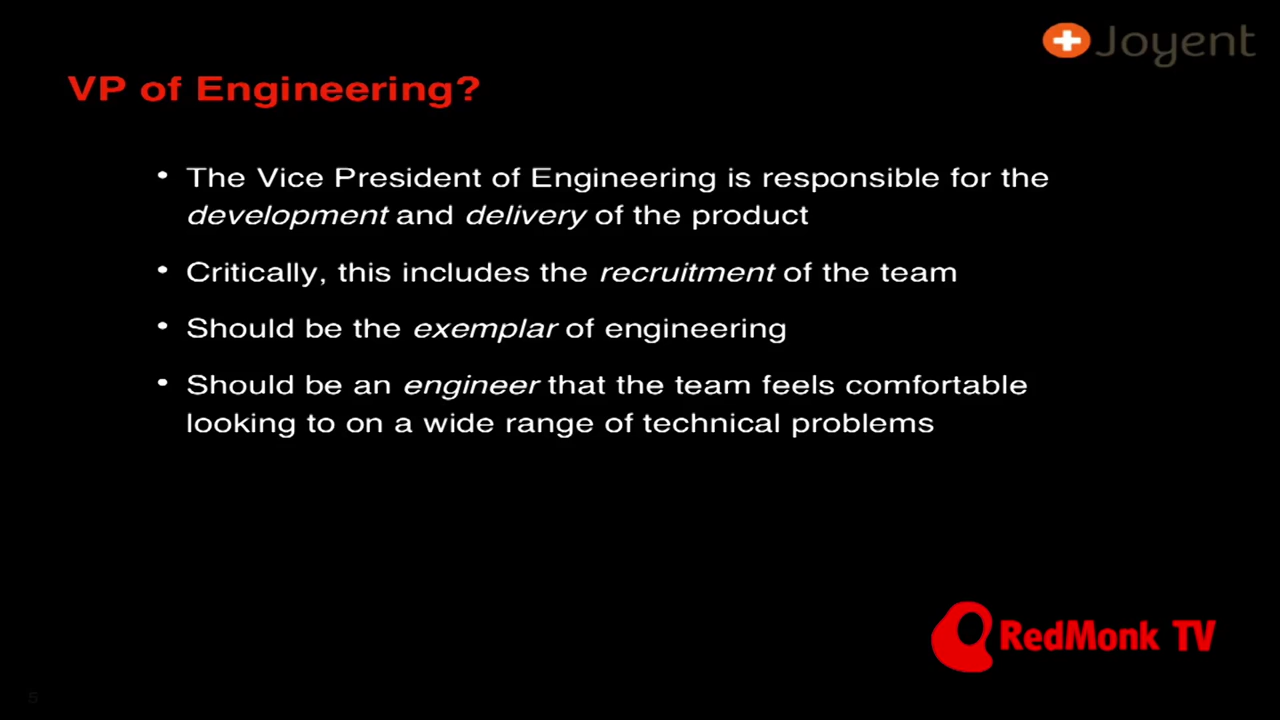 Joyent
VP of Engineering?
• The Vice President of Engineering is responsible for the
development and delivery of the product
• Critically, this includes the recruitment of the team
• Should be the exemplar of engineering
• Should be an engineer that the team feels comfortable
looking to on a wide range of technical problems
RedMonk TV
5